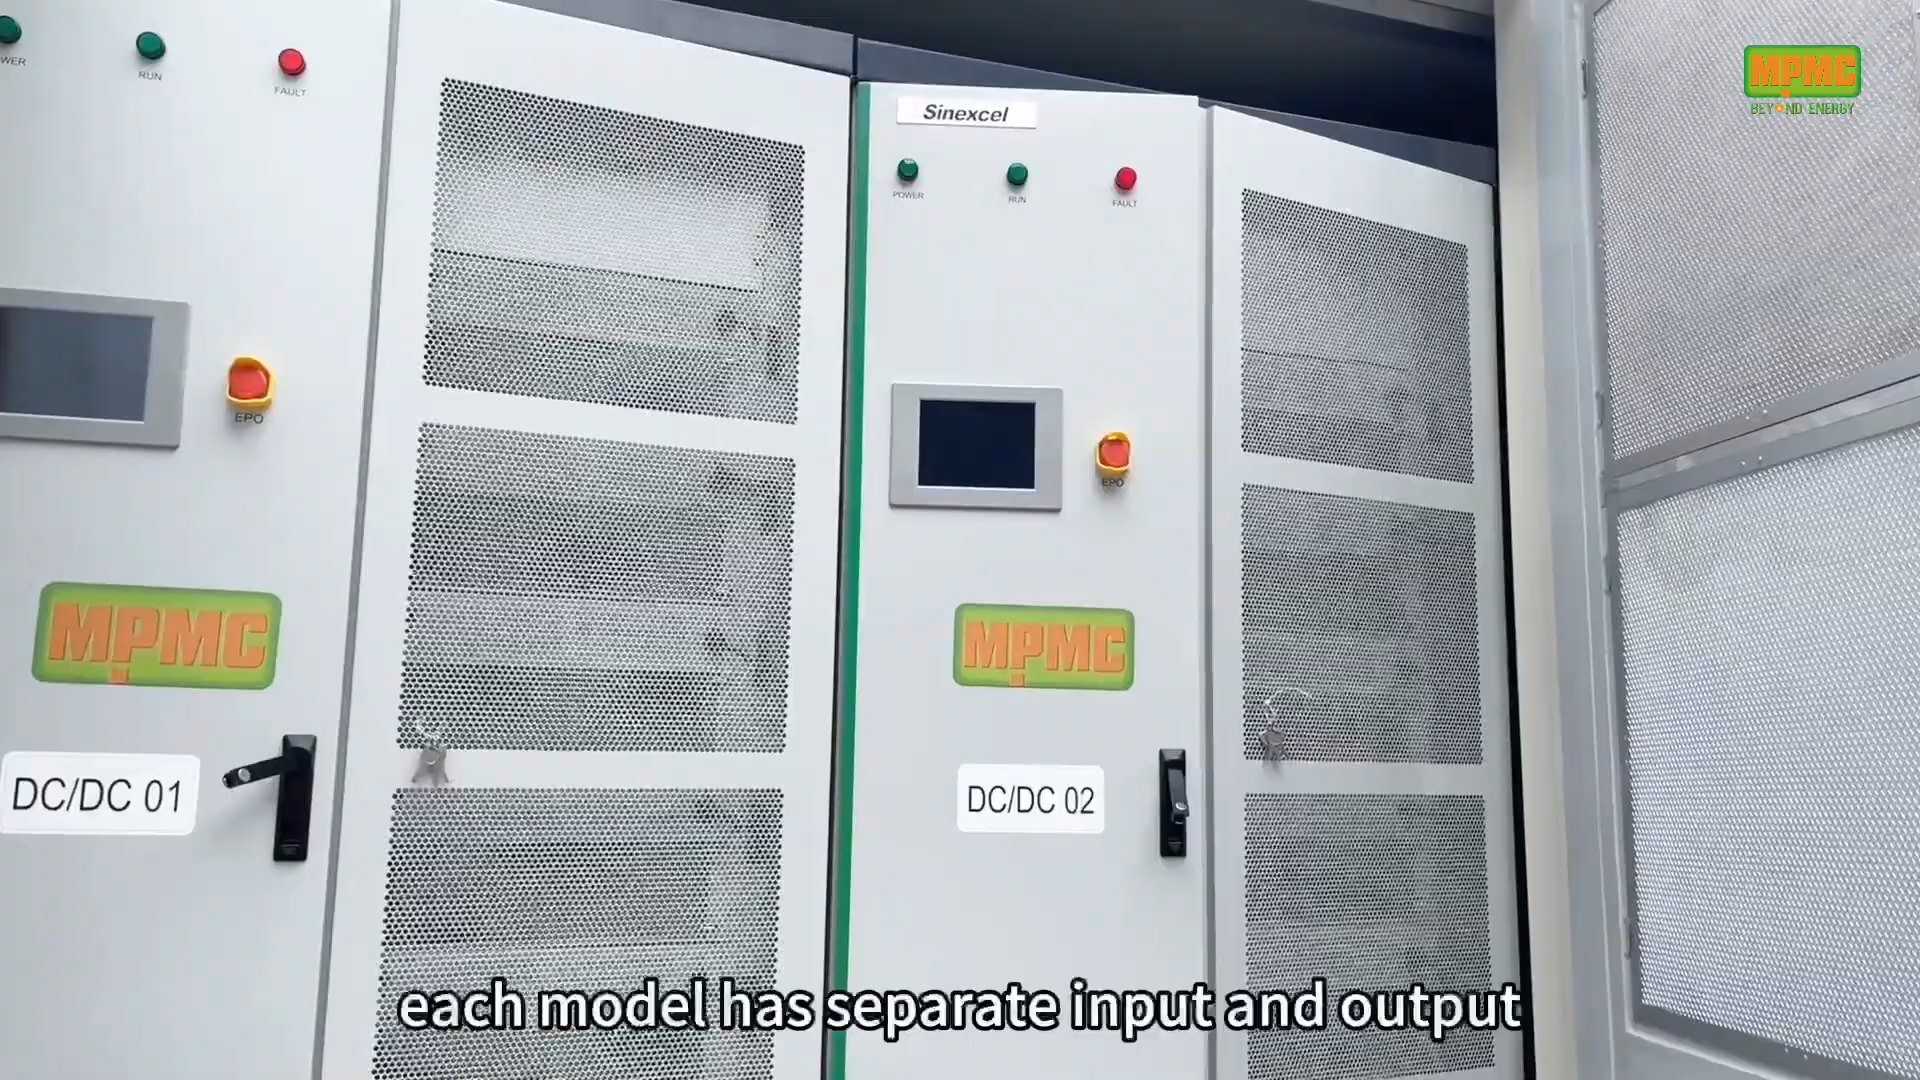 WER
RUN
FAULT
EPO
MPMC
DC/DC 01
Sinexcel
POWER
RUN
FAULT
EPO
MPMC
DC/DC 02
MPMC
BEYOND ENERGY
each model has separate input and output